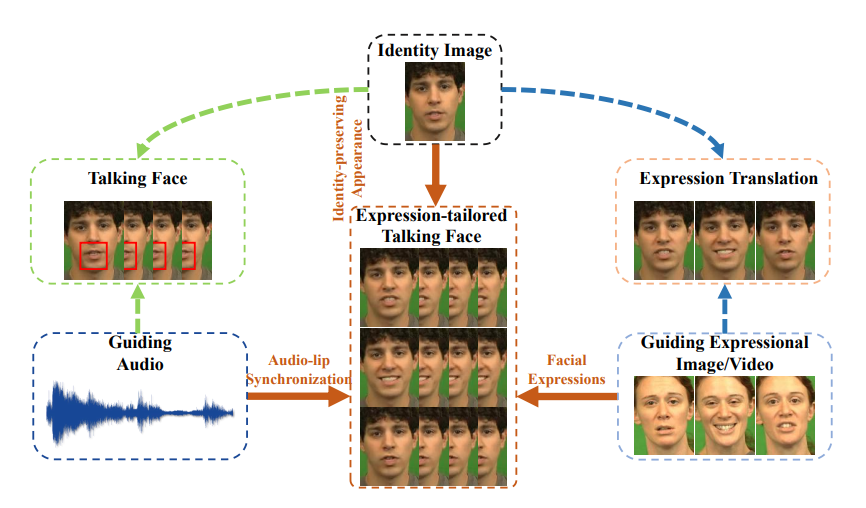 Identity Image
Identity-preserving
Appearance
Talking Face
Expression Translation
Expression-tailored
Talking Face
Guiding
Audio
Audio-lip
Synchronization
Facial
Expressions
Guiding Expressional
Image/Video